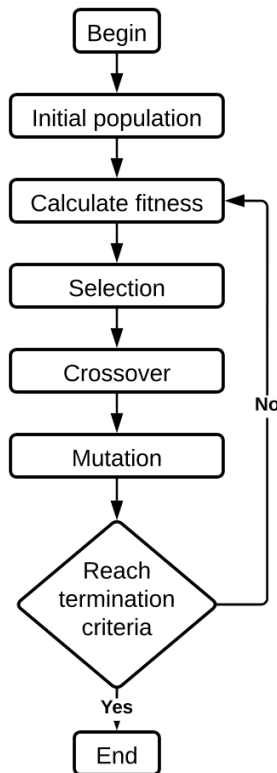 Begin
Initial population
Calculate fitness
Selection
Crossover
No
Mutation
Reach
termination
criteria
Yes
End